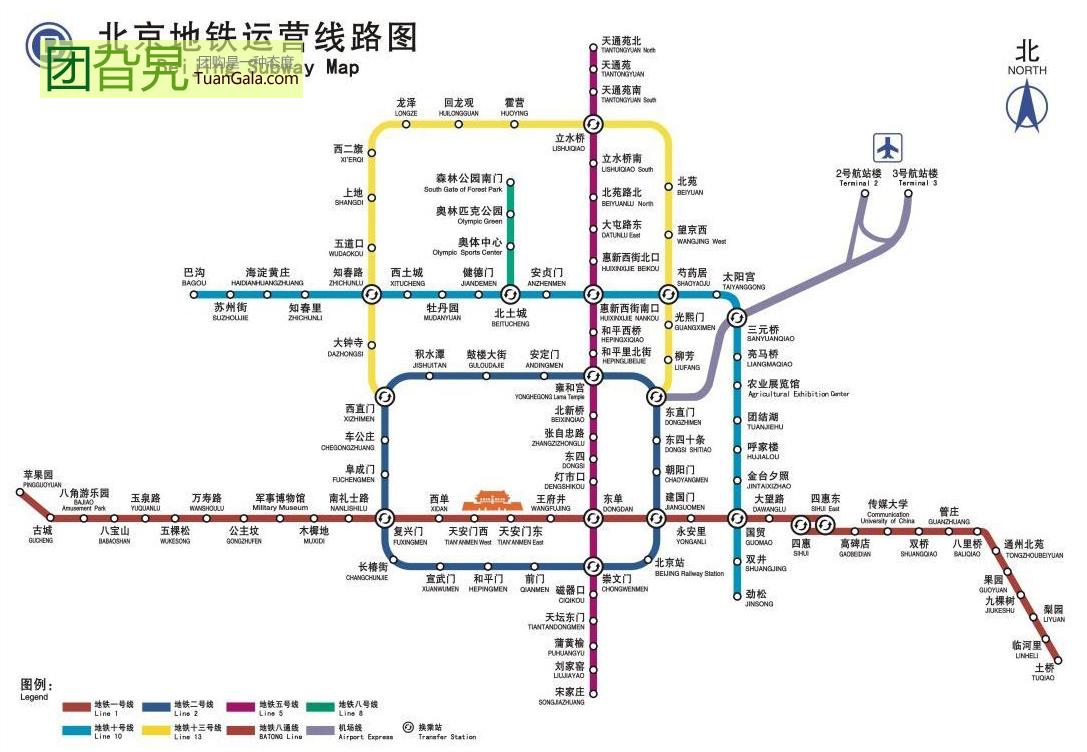 北京地铁运营线路图
Subway Map
团购是一种态度
TuanGala.com
北
NORTH
天通苑北
TIANTONGYUAN North
天通苑
TIANTONGYUAN
天通苑南
TIANTONGYUAN South
龙泽
LONGZE
回龙观
HUILONGGUAN
霍营
HUOYING
立水桥
LISHUIQIAO
西二旗
XI'ERQI
上地
SHANGDI
五道口
WUDAOKOU
知春路
ZHICHUNLU
森林公园南门
South Gate of Forest Park
奥林匹克公园
Olympic Green
奥体中心
Olympic Sports Center
立水桥南
LISHUIQIAO South
北苑路北
BEIYUANLU North
大屯路东
DATUNLU East
惠新西街北口
HUIXINXIJIE BEIKOU
北苑
BEIYUAN
望京西
WANGJING West
芍药居
SHAOYAOJU
2号航站楼
Terminal 2
3号航站楼
Terminal 3
巴沟
BAGOU
苏州街
SUZHOUJIE
海淀黄庄
HAIDIANHUANGZHUANG
知春里
ZHICHUNLI
西土城
XITUCHENG
牡丹园
MUDANYUAN
健德门
JIANDEMEN
北土城
BEITUCHENG
安贞门
ANZHENMEN
惠新西街南口
HUIXINXIJIE NANKOU
太阳宫
TAIYANGGONG
三元桥
SANYUANQIAO
和平西桥
HEPINGXIQIAO
和平里北街
HEPINGLIBEIJIE
光熙门
GUANGXIMEN
柳芳
LIUFANG
大钟寺
DAZHONGSI
积水潭
JISHUITAN
鼓楼大街
GULOUDAJIE
安定门
ANDINGMEN
雍和宫
YONGHEGONG Lama Temple
东直门
DONGZHIMEN
西直门
XIZHIMEN
车公庄
CHEGONGZHUANG
阜成门
FUCHENGMEN
北新桥
BEIXINQIAO
张自忠路
ZHANGZIZHONGLU
东四
DONGSI
灯市口
DENGSHIKOU
东四十条
DONGSI SHITIAO
朝阳门
CHAOYANGMEN
建国门
JIANGUOMEN
亮马桥
LIANGMAQIAO
农业展览馆
Agricultural Exhibition Center
团结湖
TUANJIEHU
呼家楼
HUJIALOU
金台夕照
JINTAIXIZHAO
苹果园
PINGGUOYUAN
古城
GUCHENG
八角游乐园
BAJIAO
Amusement Park
八宝山
BABAOSHAN
玉泉路
YUQUANLU
五棵松
WUKESONG
万寿路
WANSHOULU
公主坟
GONGZHUFEN
军事博物馆
Military Museum
木樨地
MUXIDI
南礼士路
NANLISHILU
复兴门
FUXINGMEN
西单
XIDAN
天安门西
TIAN'ANMEN West
天安门东
TIAN'ANMEN East
王府井
WANGFUJING
东单
DONGDAN
永安里
YONGANLI
国贸
GUOMAO
大望路
DAWANGLU
四惠
SIHUI
四惠东
SIHUI East
高碑店
GAOBEIDIAN
传媒大学
Communication
University of China
双桥
SHUANGQIAO
管庄
GUANZHUANG
八里桥
BALIQIAO
通州北苑
TONGZHOUBEIYUAN
果园
GUOYUAN
九棵树
JIUKESHU
梨园
LIYUAN
临河里
LINHELI
土桥
TUQIAO
长椿街
CHANGCHUNJIE
宣武门
XUANWUMEN
和平门
HEPINGMEN
前门
QIANMEN
崇文门
CHONGWENMEN
北京站
BEIJING Railway Station
双井
SHUANGJING
劲松
JINSONG
磁器口
CIQIKOU
天坛东门
TIANTANDONGMEN
蒲黄榆
PUHUANGYU
刘家窑
LIUJIAYAO
宋家庄
SONGJIAZHUANG
图例：
Legend
地铁一号线
Line 1
地铁二号线
Line 2
地铁五号线
Line 5
地铁八号线
Line 8
地铁十号线
Line 10
地铁十三号线
Line 13
地铁八通线
BATONG Line
机场线
Airport Express
换乘站
Transfer Station